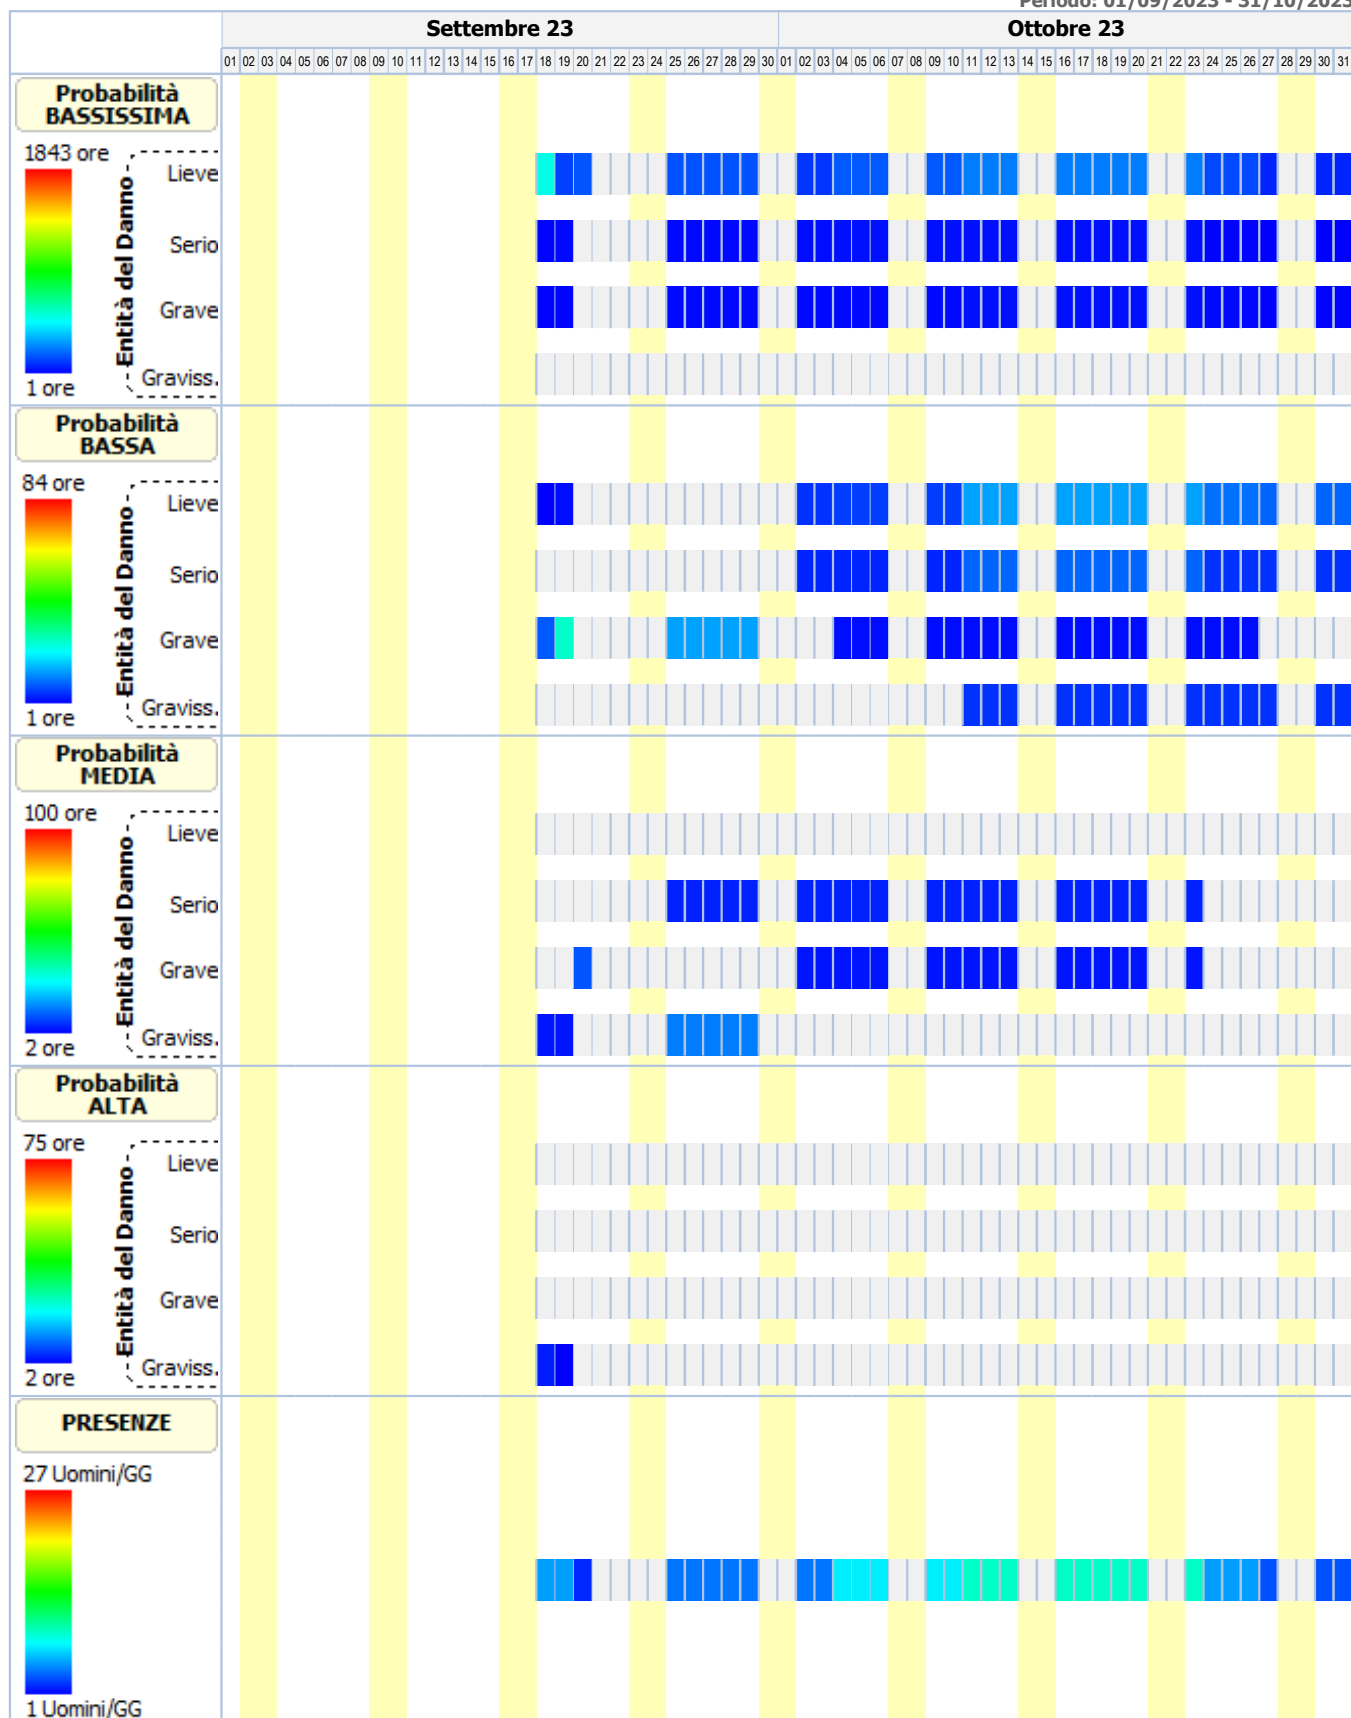 Periodo: 01/09/2023 - 31/10/2023
Settembre 23 Ottobre 23
01 02 03 04 05 06 07 08 09 10 11 12 13 14 15 16 17 18 19 20 21 22 23 24 25 26 27 28 29 30 01 02 03 04 05 06 07 08 09 10 11 12 13 14 15 16 17 18 19 20 21 22 23 24 25 26 27 28 29 30 31
Probabilità
BASSISSIMA
1843 ore
Entità del Danno
Lieve
Serio
Grave
Graviss.
1 ore
Probabilità
BASSA
84 ore
Entità del Danno
Lieve
Serio
Grave
Graviss.
1 ore
Probabilità
MEDIA
100 ore
Entità del Danno
Lieve
Serio
Grave
Graviss.
2 ore
Probabilità
ALTA
75 ore
Entità del Danno
Lieve
Serio
Grave
Graviss.
2 ore
PRESENZE
27 Uomini/GG
1 Uomini/GG